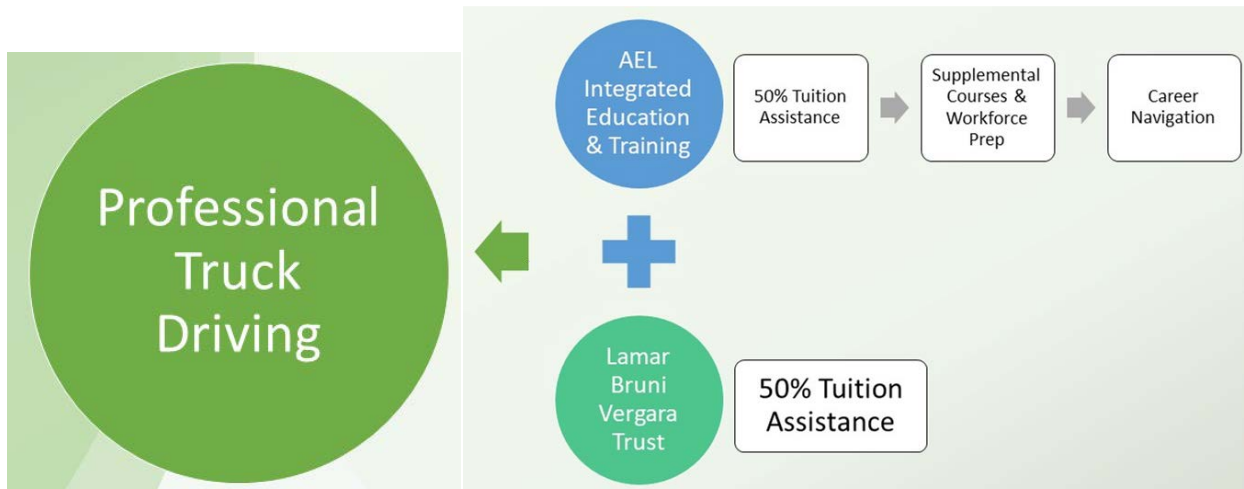 Professional
Truck
Driving
AEL
Integrated
Education
& Training
50% Tuition
Assistance
Supplemental
Courses &
Workforce
Prep
Career
Navigation
Lamar
Bruni
Vergara
Trust
50% Tuition
Assistance